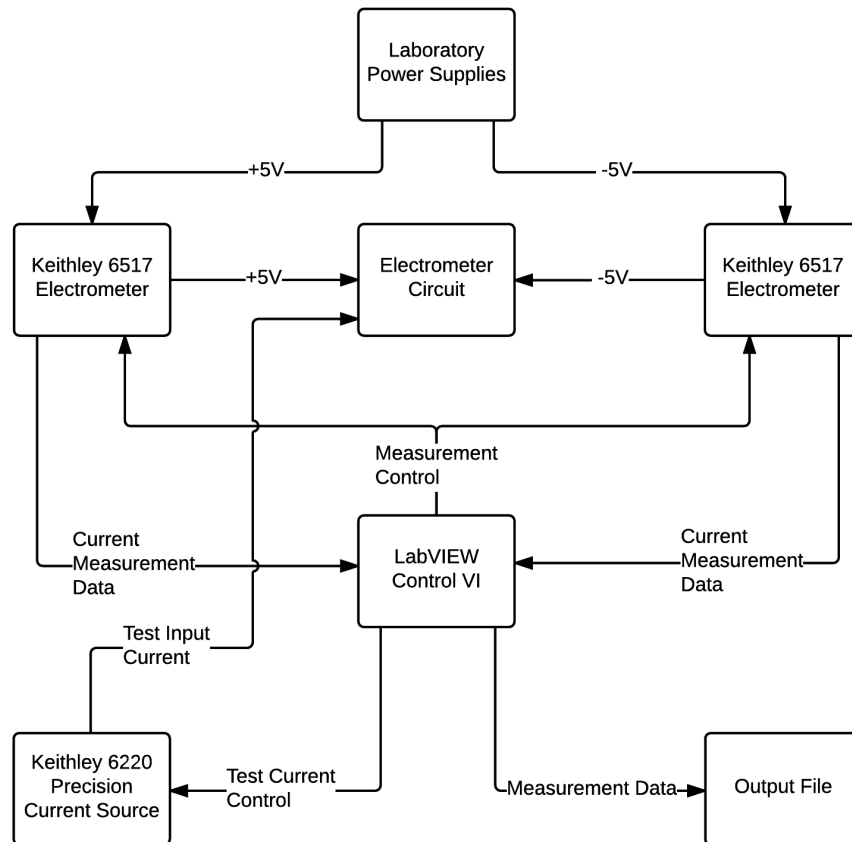 Laboratory
Power Supplies
+5V
-5V
Keithley 6517
Electrometer
+5V
Electrometer
Circuit
-5V
Keithley 6517
Electrometer
Measurement
Control
Current
Measurement
Data
LabVIEW
Control VI
Current
Measurement
Data
Test Input
Current
Keithley 6220
Precision
Current Source
Test Current
Control
Measurement Data
Output File